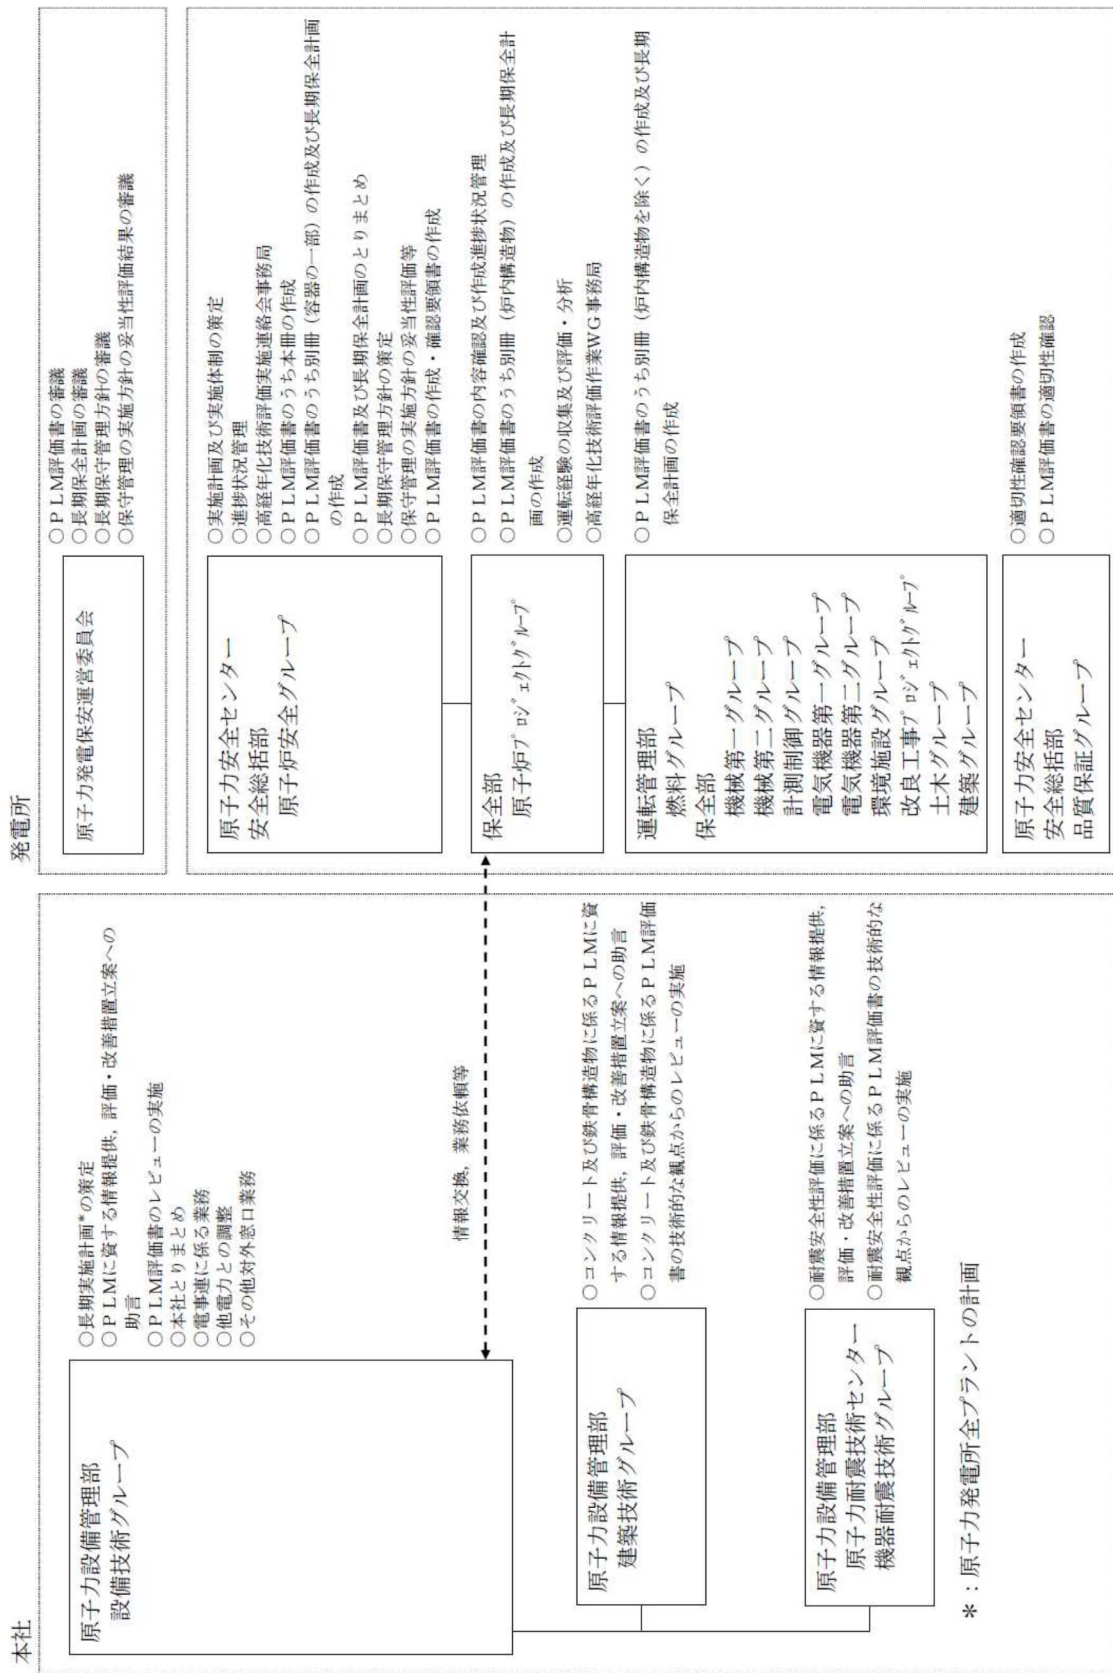 本社
原子力設備管理部
設備技術グループ
○長期実施計画*の策定
○PLMに資する情報提供,評価・改善措置立案への
助言
○PLM評価書のレビューの実施
○本社とりまとめ
○電事連に係る業務
○他電力との調整
○その他対外窓口業務
情報交換,業務依頼等
原子力設備管理部
建築技術グループ
○コンクリート及び鉄骨構造物に係るPLMに資
する情報提供,評価・改善措置立案への助言
○コンクリート及び鉄骨構造物に係るPLM評価
書の技術的な観点からのレビューの実施
原子力設備管理部
原子力耐震技術センター
機器耐震技術グループ
○耐震安全性評価に係るPLMに資する情報提供,
評価・改善措置立案への助言
○耐震安全性評価に係るPLM評価書の技術的な
観点からのレビューの実施
*:原子力発電所全プラントの計画
発電所
原子力発電保安運営委員会
○PLM評価書の審議
○長期保全計画の審議
○長期保守管理方針の審議
○保守管理の実施方針の妥当性評価結果の審議
原子力安全センター
安全総括部
原子炉安全グループ
○実施計画及び実施体制の策定
○進捗状況管理
○高経年化技術評価実施連絡会事務局
○PLM評価書のうち本冊の作成
○PLM評価書のうち別冊(容器の一部)の作成及び長期保全計画
の作成
○PLM評価書及び長期保全計画のとりまとめ
○長期保守管理方針の策定
○保守管理の実施方針の妥当性評価等
○PLM評価書の作成・確認要領書の作成
保全部
原子炉プロジェクトグループ
○PLM評価書の内容確認及び作成進捗状況管理
○PLM評価書のうち別冊(炉内構造物)の作成及び長期保全計
画の作成
○運転経験の収集及び評価・分析
○高経年化技術評価作業WG事務局
運転管理部
燃料グループ
保全部
機械第一グループ
機械第二グループ
計測制御グループ
電気機器第一グループ
電気機器第二グループ
環境施設グループ
改良工事プロジェクトグループ
土木グループ
建築グループ
○PLM評価書のうち別冊(炉内構造物を除く)の作成及び長期
保全計画の作成
原子力安全センター
安全総括部
品質保証グループ
○適切性確認要領書の作成
○PLM評価書の適切性確認